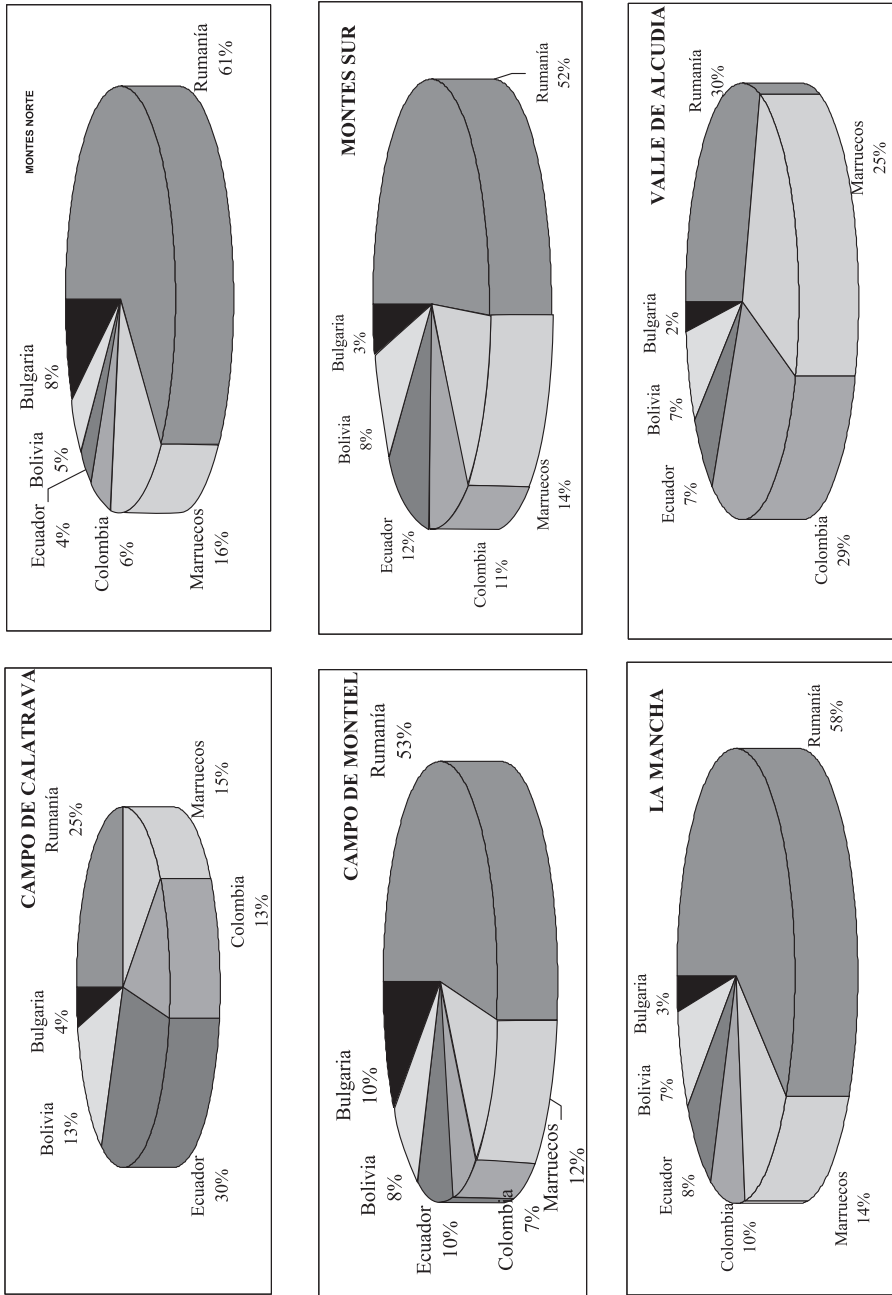 CAMPO DE CALATRAVA
Rumanía
25%
Marruecos
15%
Colombia
13%
Ecuador
30%
Bolivia
13%
Bulgaria
4%
MONTES NORTE
Rumanía
61%
Marruecos
16%
Colombia
6%
Ecuador
4%
Bolivia
5%
Bulgaria
8%
CAMPO DE MONTIEL
Rumanía
53%
Marruecos
12%
Colombia
7%
Ecuador
10%
Bolivia
8%
Bulgaria
10%
MONTES SUR
Rumanía
52%
Marruecos
14%
Colombia
11%
Ecuador
12%
Bolivia
8%
Bulgaria
3%
LA MANCHA
Rumanía
58%
Marruecos
14%
Colombia
10%
Ecuador
8%
Bolivia
7%
Bulgaria
3%
VALLE DE ALCUDIA
Rumanía
30%
Marruecos
25%
Colombia
29%
Ecuador
7%
Bolivia
7%
Bulgaria
2%